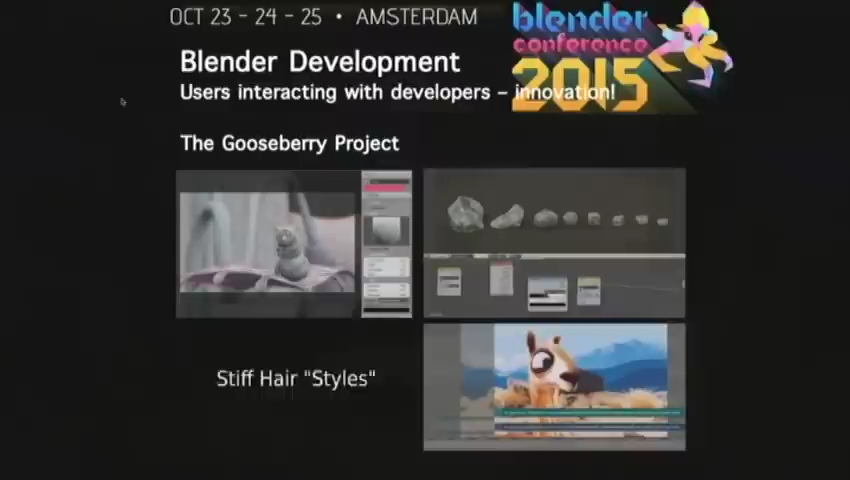 OCT 23 - 24 - 25 • AMSTERDAM
blender
conference
2015
Blender Development
Users interacting with developers – innovation!
The Gooseberry Project
Stiff Hair "Styles"